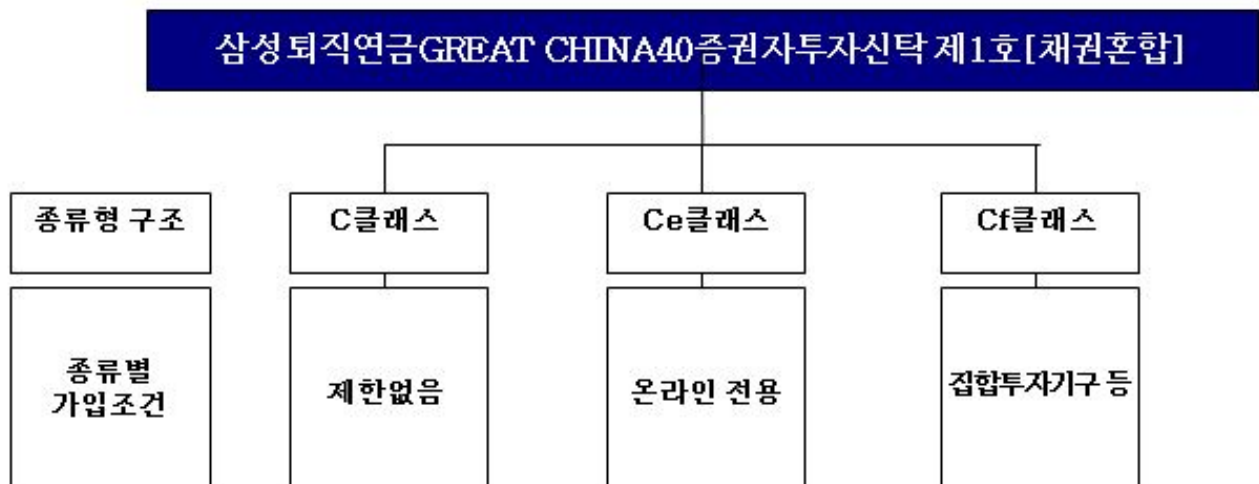 삼성퇴직연금GREAT CHINA40증권자투자신탁 제1호[채권혼합]
종류형 구조
C클래스
Ce클래스
Cf클래스
종류별
가입조건
제한없음
온라인 전용
집합투자기구 등